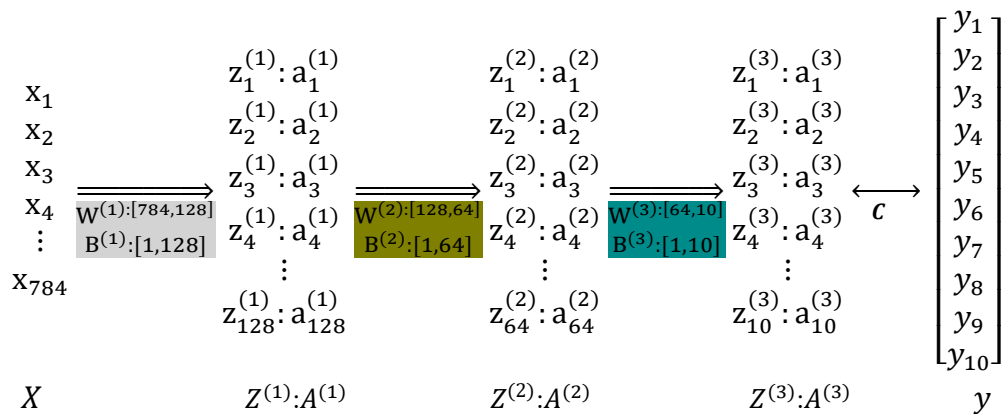 x₁
x₂
x₃
x₄
⋮
x₇₈₄
X
W⁽¹⁾:[784,128]
B⁽¹⁾:[1,128]
z₁⁽¹⁾: a₁⁽¹⁾
z₂⁽¹⁾: a₂⁽¹⁾
z₃⁽¹⁾: a₃⁽¹⁾
z₄⁽¹⁾: a₄⁽¹⁾
⋮
z₁₂₈⁽¹⁾: a₁₂₈⁽¹⁾
Z⁽¹⁾:A⁽¹⁾
W⁽²⁾:[128,64]
B⁽²⁾:[1,64]
z₁⁽²⁾: a₁⁽²⁾
z₂⁽²⁾: a₂⁽²⁾
z₃⁽²⁾: a₃⁽²⁾
z₄⁽²⁾: a₄⁽²⁾
⋮
z₆₄⁽²⁾: a₆₄⁽²⁾
Z⁽²⁾:A⁽²⁾
W⁽³⁾:[64,10]
B⁽³⁾:[1,10]
z₁⁽³⁾: a₁⁽³⁾
z₂⁽³⁾: a₂⁽³⁾
z₃⁽³⁾: a₃⁽³⁾
z₄⁽³⁾: a₄⁽³⁾
⋮
z₁₀⁽³⁾: a₁₀⁽³⁾
Z⁽³⁾:A⁽³⁾
C
y₁
y₂
y₃
y₄
y₅
y₆
y₇
y₈
y₉
y₁₀
y